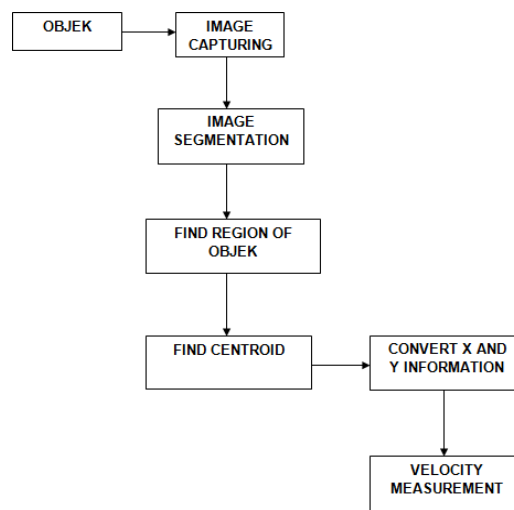 OBJEK
IMAGE
CAPTURING
IMAGE
SEGMENTATION
FIND REGION OF
OBJEK
FIND CENTROID
CONVERT X AND
Y INFORMATION
VELOCITY
MEASUREMENT